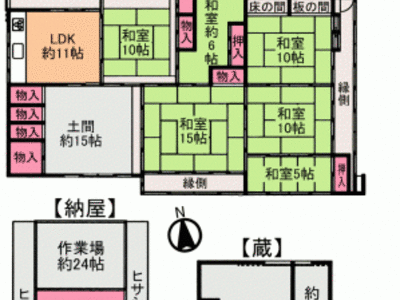 床の間
板の間
和室約6帖
物入
押入
LDK
約11帖
和室
10帖
和室
10帖
縁側
物入
物入
物入
物入
物入
土間
約15帖
和室
15帖
和室
10帖
縁側
和室5帖
押入
【納屋】
N
【蔵】
作業場
約24帖
ヒサシ
約